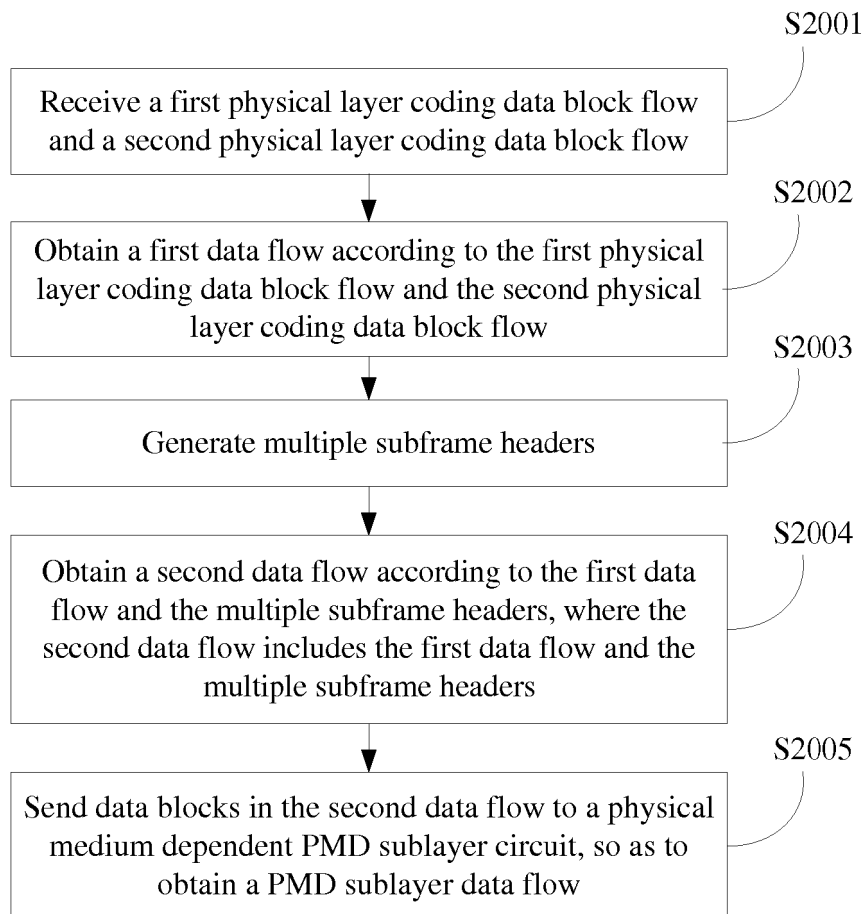 S2001
Receive a first physical layer coding data block flow
and a second physical layer coding data block flow
S2002
Obtain a first data flow according to the first physical
layer coding data block flow and the second physical
layer coding data block flow
S2003
Generate multiple subframe headers
S2004
Obtain a second data flow according to the first data
flow and the multiple subframe headers, where the
second data flow includes the first data flow and the
multiple subframe headers
S2005
Send data blocks in the second data flow to a physical
medium dependent PMD sublayer circuit, so as to
obtain a PMD sublayer data flow